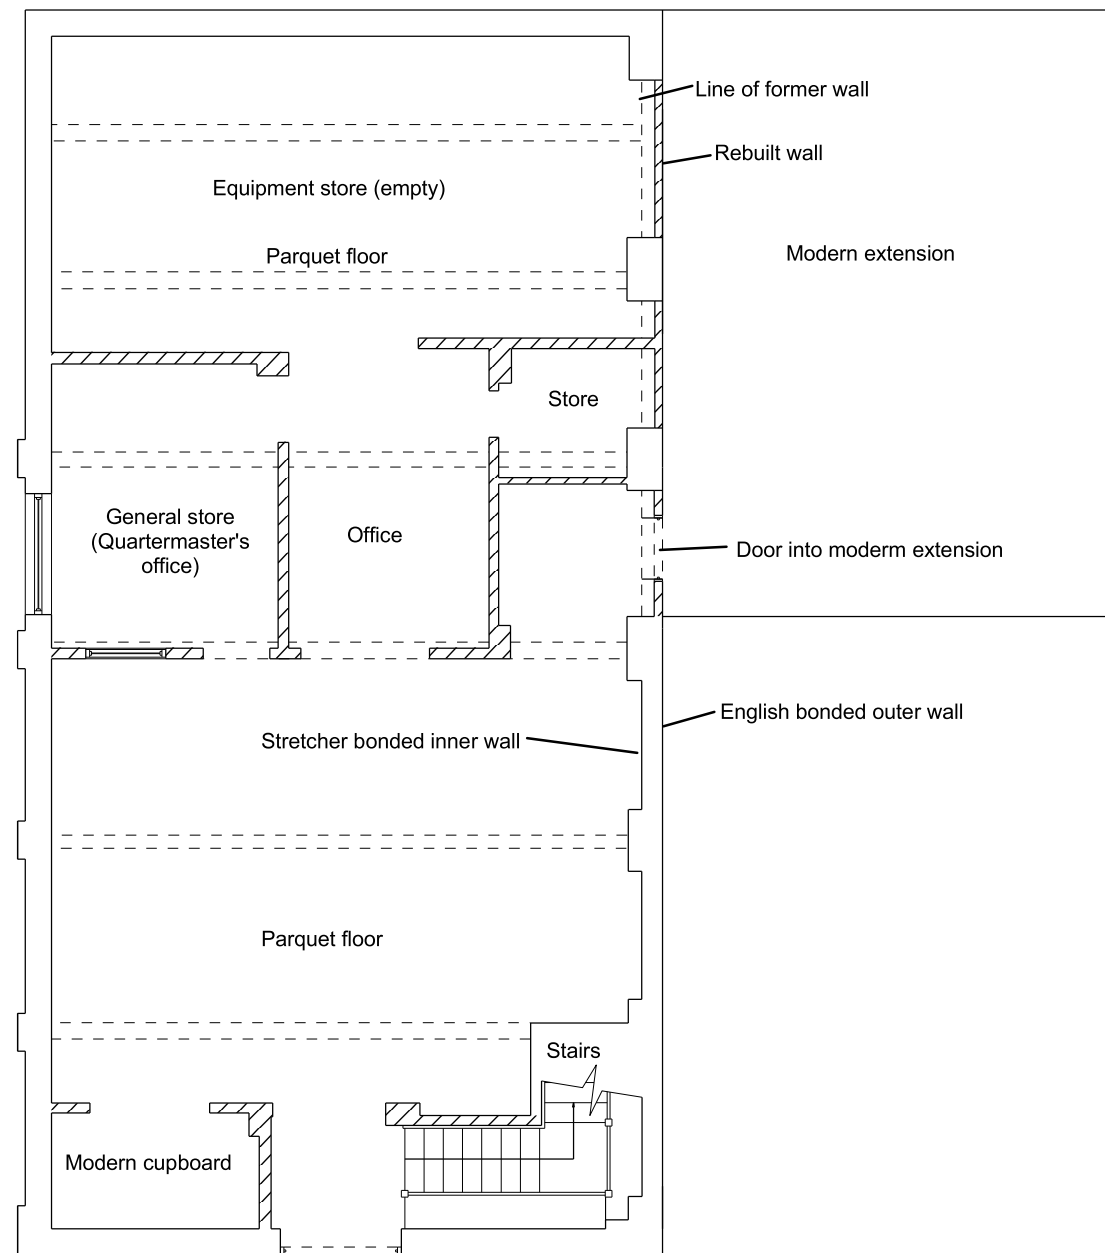 Line of former wall
Rebuilt wall
Equipment store (empty)
Modern extension
Parquet floor
Store
General store
(Quartermaster's
office)
Office
Door into moderm extension
English bonded outer wall
Stretcher bonded inner wall
Parquet floor
Stairs
Modern cupboard